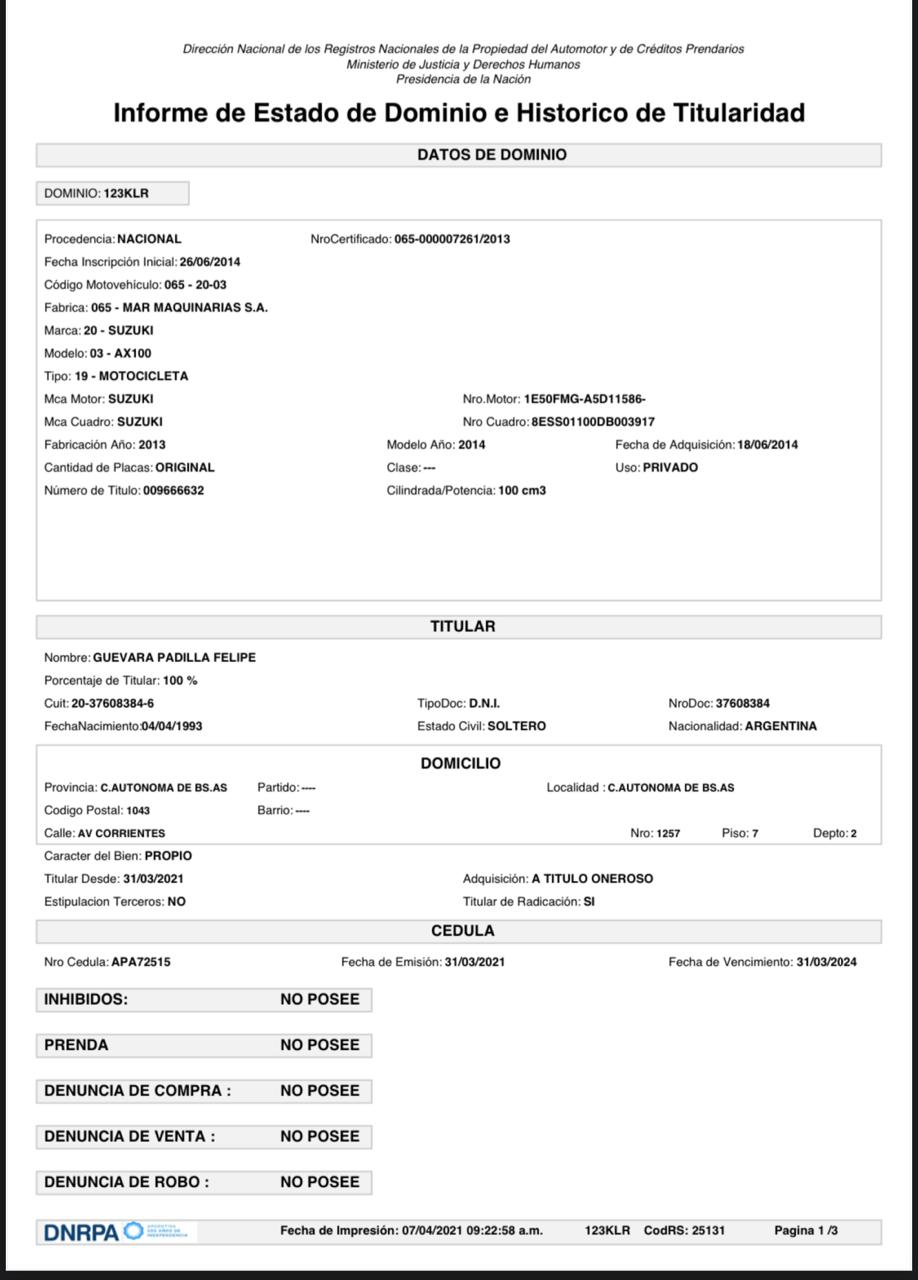 Dirección Nacional de los Registros Nacionales de la Propiedad del Automotor y de Créditos Prendarios
Ministerio de Justicia y Derechos Humanos
Presidencia de la Nación
Informe de Estado de Dominio e Historico de Titularidad
DATOS DE DOMINIO
DOMINIO: 123KLR
Procedencia: NACIONAL NroCertificado: 065-000007261/2013
Fecha Inscripción Inicial: 26/06/2014
Código Motovehículo: 065 - 20-03
Fabrica: 065 - MAR MAQUINARIAS S.A.
Marca: 20 - SUZUKI
Modelo: 03 - AX100
Tipo: 19 - MOTOCICLETA
Mca Motor: SUZUKI Nro.Motor: 1E50FMG-A5D11586-
Mca Cuadro: SUZUKI Nro Cuadro: 8ESS01100DB003917
Fabricación Año: 2013 Modelo Año: 2014 Fecha de Adquisición: 18/06/2014
Cantidad de Placas: ORIGINAL Clase: --- Uso: PRIVADO
Número de Titulo: 009666632 Cilindrada/Potencia: 100 cm3
TITULAR
Nombre: GUEVARA PADILLA FELIPE
Porcentaje de Titular: 100 %
Cuit: 20-37608384-6 TipoDoc: D.N.I. NroDoc: 37608384
FechaNacimiento:04/04/1993 Estado Civil: SOLTERO Nacionalidad: ARGENTINA
DOMICILIO
Provincia: C.AUTONOMA DE BS.AS Partido: ---- Localidad : C.AUTONOMA DE BS.AS
Codigo Postal: 1043 Barrio: ----
Calle: AV CORRIENTES Nro: 1257 Piso: 7 Depto: 2
Caracter del Bien: PROPIO
Titular Desde: 31/03/2021 Adquisición: A TITULO ONEROSO
Estipulacion Terceros: NO Titular de Radicación: SI
CEDULA
Nro Cedula: APA72515 Fecha de Emisión: 31/03/2021 Fecha de Vencimiento: 31/03/2024
INHIBIDOS: NO POSEE
PRENDA NO POSEE
DENUNCIA DE COMPRA : NO POSEE
DENUNCIA DE VENTA : NO POSEE
DENUNCIA DE ROBO : NO POSEE
DNRPA Fecha de Impresión: 07/04/2021 09:22:58 a.m. 123KLR CodRS: 25131 Pagina 1 /3